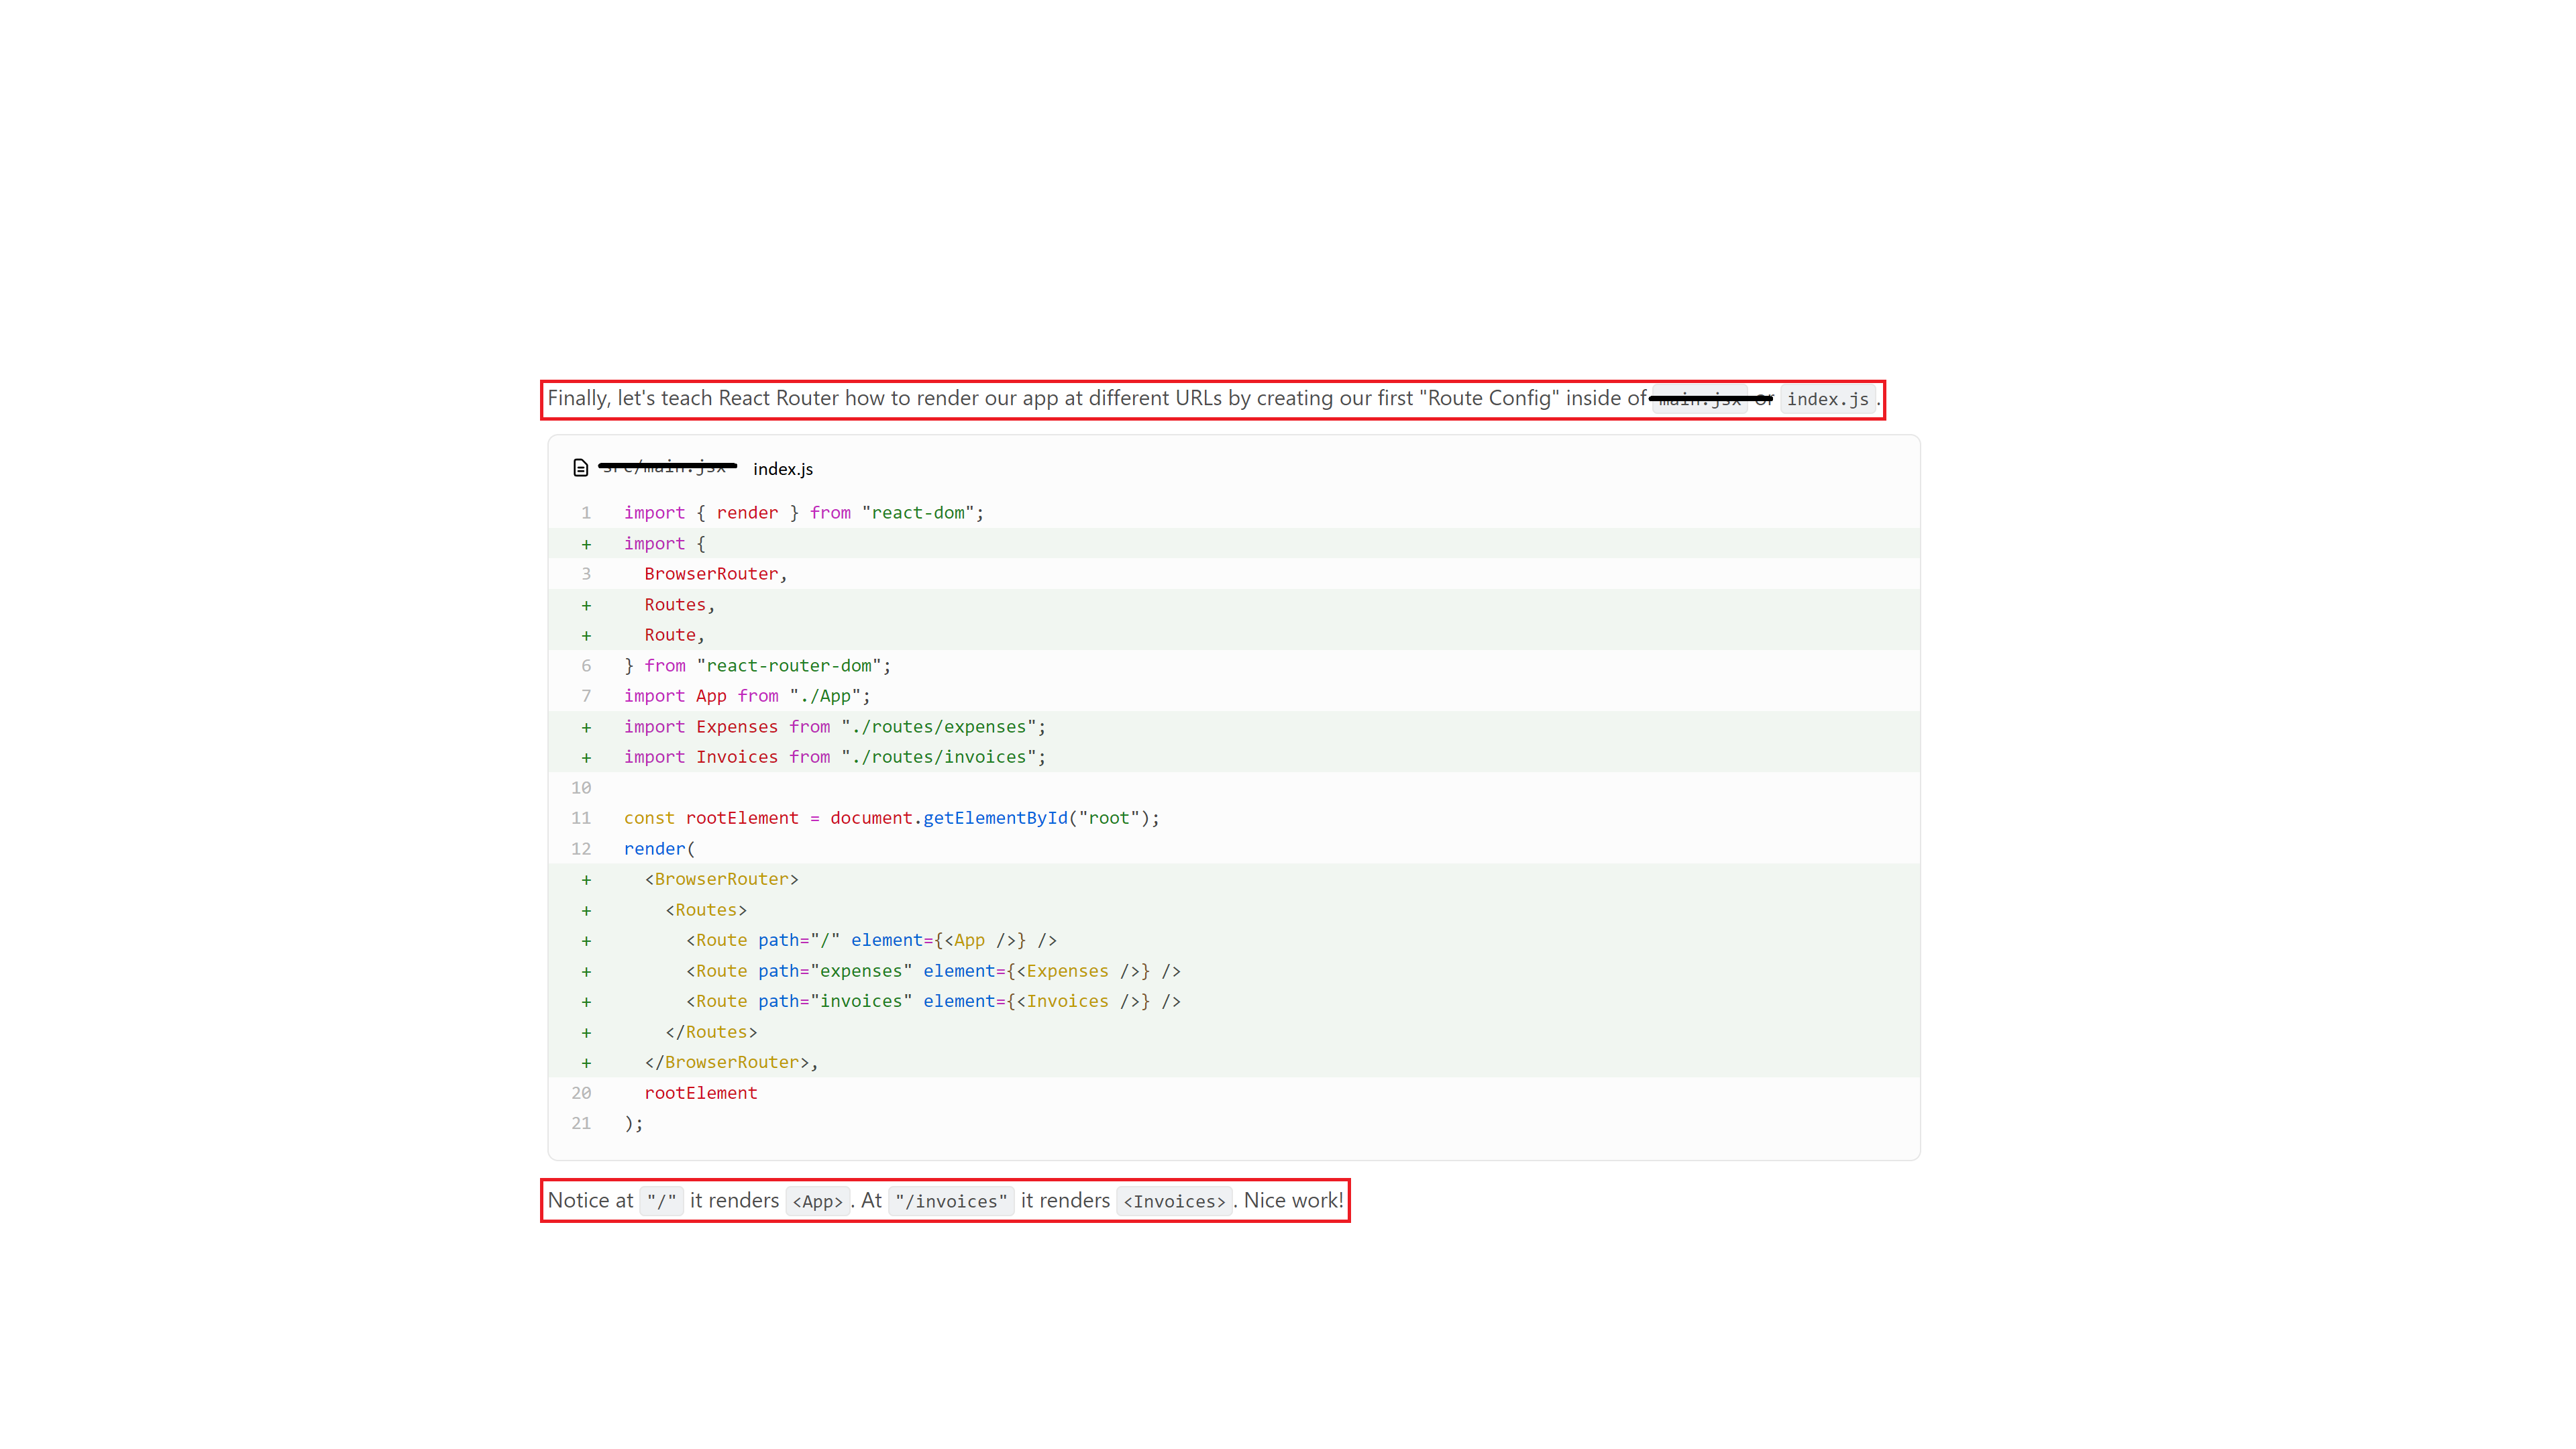 Finally, let's teach React Router how to render our app at different URLs by creating our first "Route Config" inside of main.jsx or index.js.
src/main.jsx index.js
1 import { render } from "react-dom";
+ import {
3 BrowserRouter,
+ Routes,
+ Route,
6 } from "react-router-dom";
7 import App from "./App";
+ import Expenses from "./routes/expenses";
+ import Invoices from "./routes/invoices";
10
11 const rootElement = document.getElementById("root");
12 render(
+ <BrowserRouter>
+ <Routes>
+ <Route path="/" element={<App />} />
+ <Route path="expenses" element={<Expenses />} />
+ <Route path="invoices" element={<Invoices />} />
+ </Routes>
+ </BrowserRouter>,
20 rootElement
21 );
Notice at "/" it renders <App>. At "/invoices" it renders <Invoices>. Nice work!